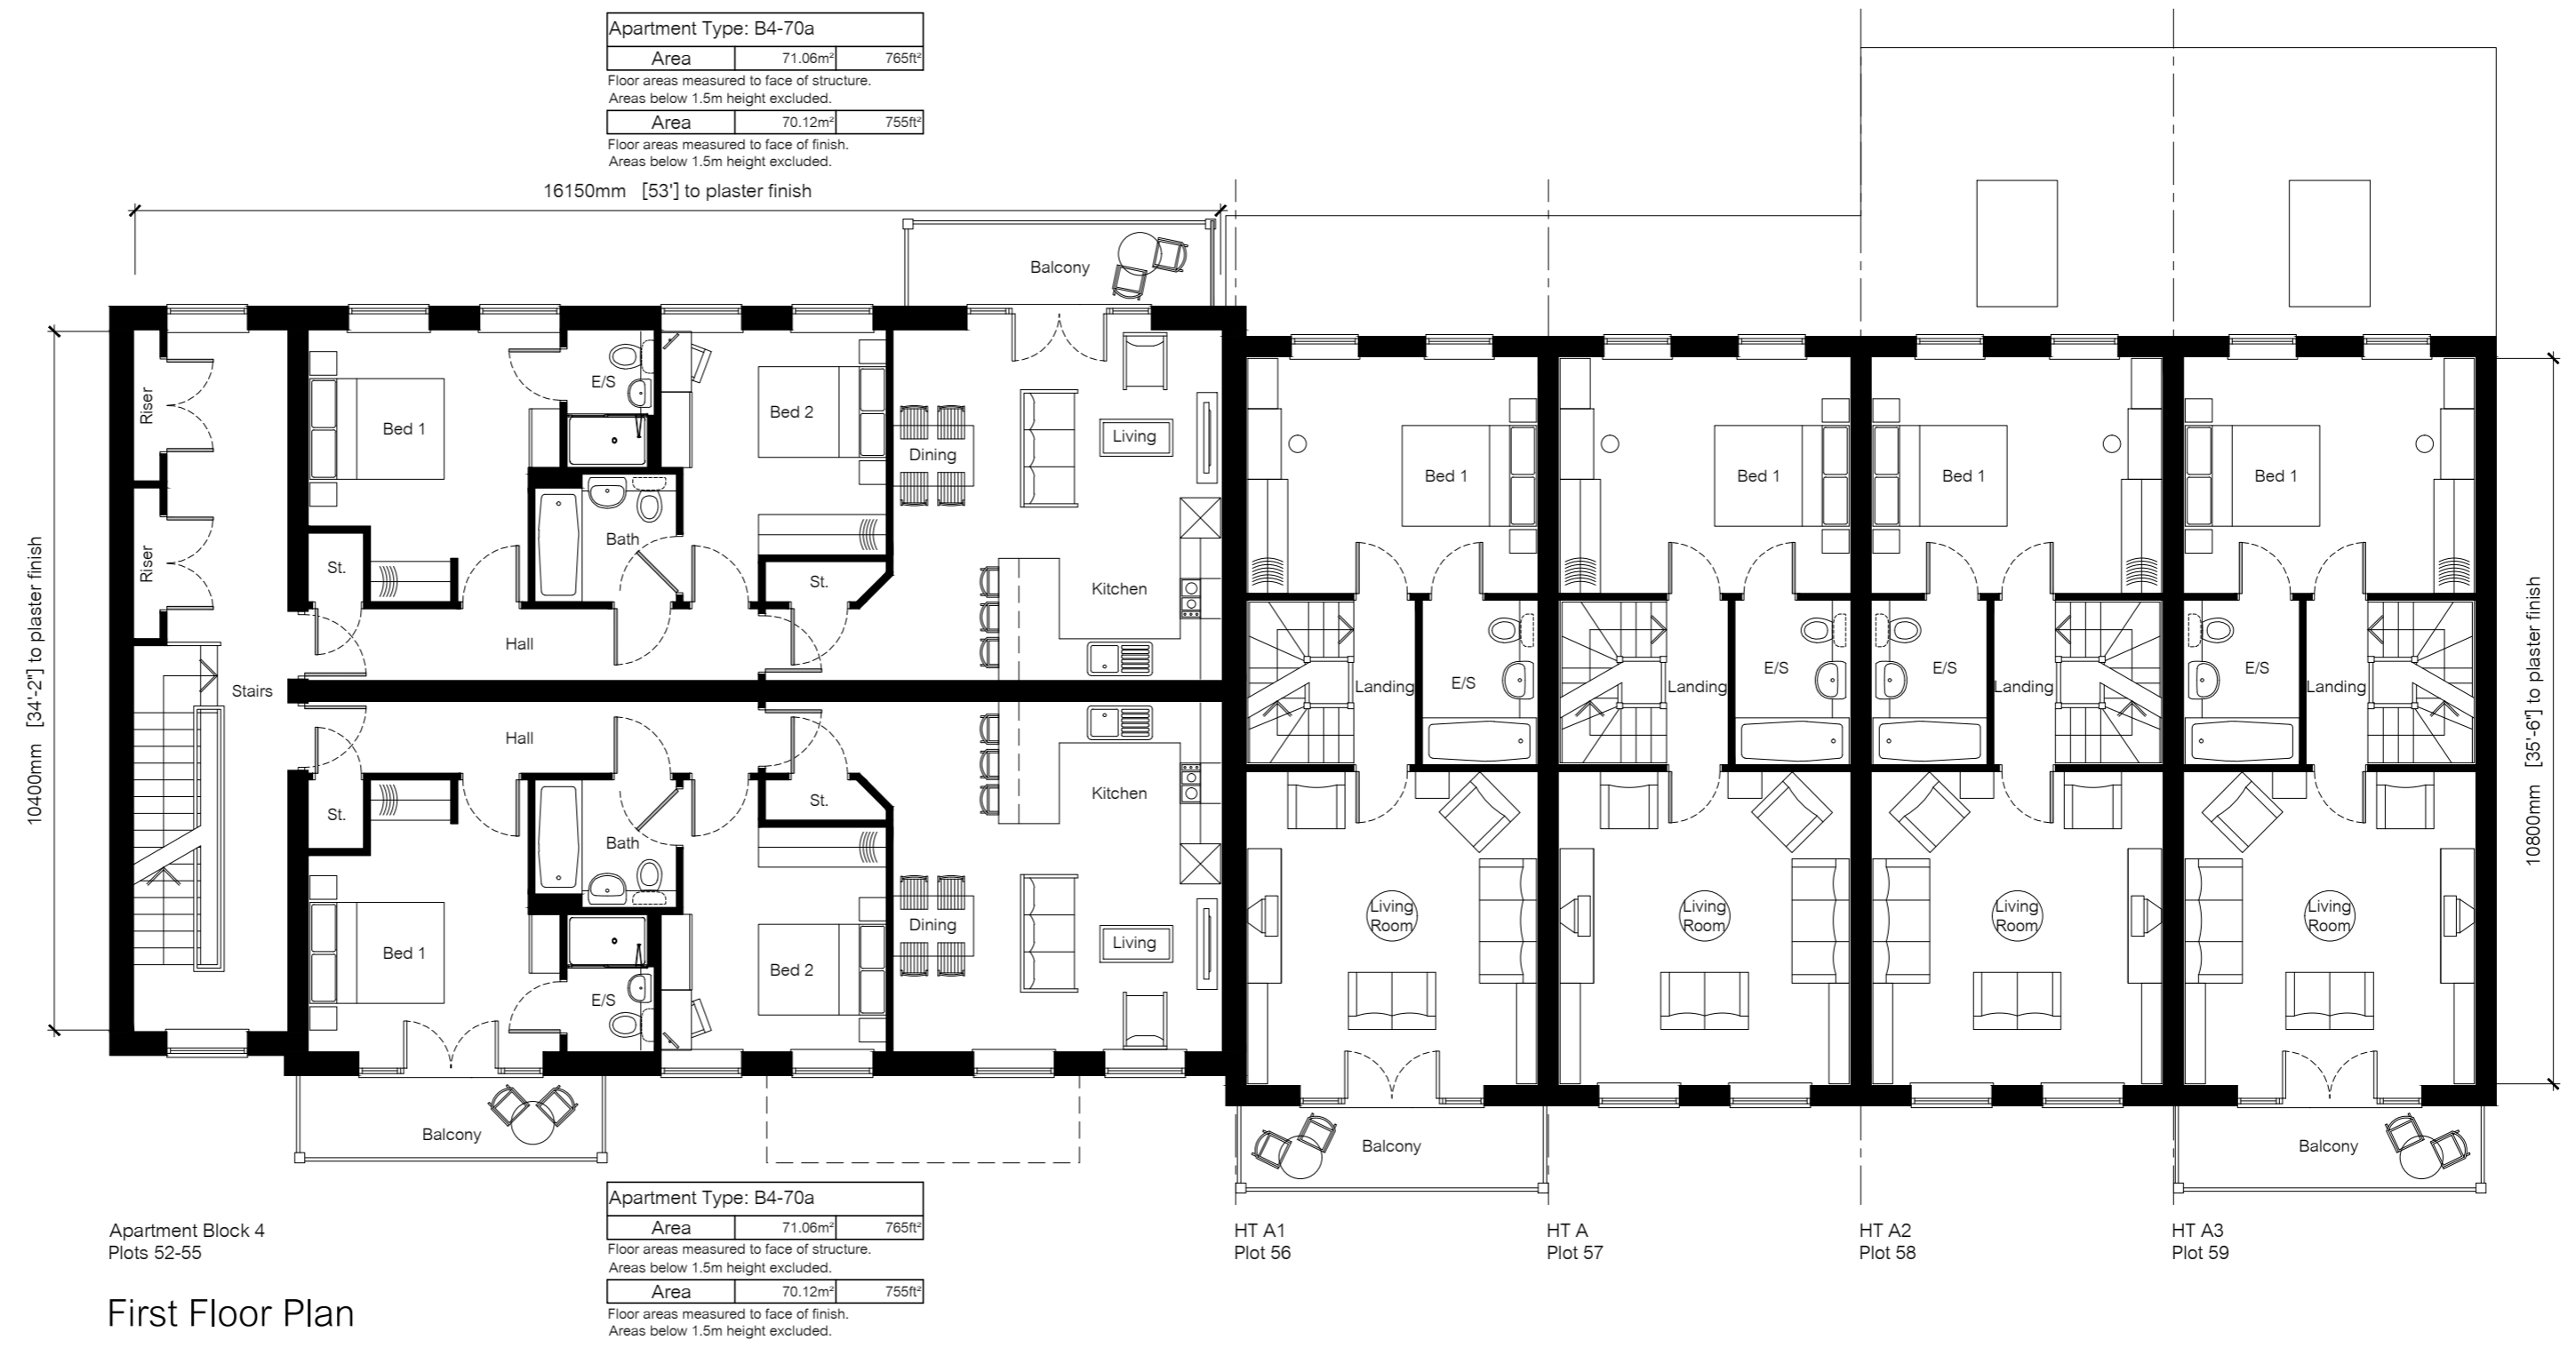 Apartment Type: B4-70a
Area 71.06m² 765ft²
Floor areas measured to face of structure.
Areas below 1.5m height excluded.
Area 70.12m² 755ft²
Floor areas measured to face of finish.
Areas below 1.5m height excluded.
16150mm [53'] to plaster finish
Balcony
10400mm [34'-2"] to plaster finish
Riser
Riser
Stairs
Bed 1
E/S
Bed 2
Dining
Living
St.
Bath
St.
Kitchen
Hall
Hall
St.
Bath
St.
Kitchen
Bed 1
E/S
Bed 2
Dining
Living
Balcony
Bed 1
Bed 1
Bed 1
Bed 1
Landing
E/S
Landing
E/S
E/S
Landing
E/S
Landing
Living
Room
Living
Room
Living
Room
Living
Room
Balcony
Balcony
10800mm [35'-6"] to plaster finish
Apartment Type: B4-70a
Area 71.06m² 765ft²
Floor areas measured to face of structure.
Areas below 1.5m height excluded.
Area 70.12m² 755ft²
Floor areas measured to face of finish.
Areas below 1.5m height excluded.
Apartment Block 4
Plots 52-55
HT A1
Plot 56
HT A
Plot 57
HT A2
Plot 58
HT A3
Plot 59
First Floor Plan